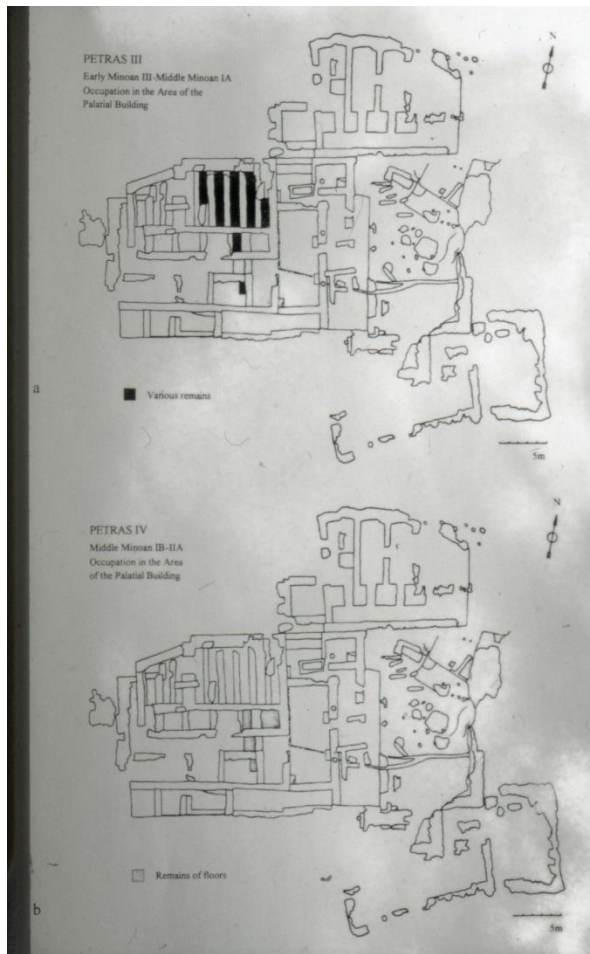 PETRAS III
Early Minoan III-Middle Minoan IA
Occupation in the Area of the
Palatial Building
N
a
Various remains
5m
PETRAS IV
Middle Minoan IB-IIA
Occupation in the Area
of the Palatial Building
N
b
Remains of floors
5m